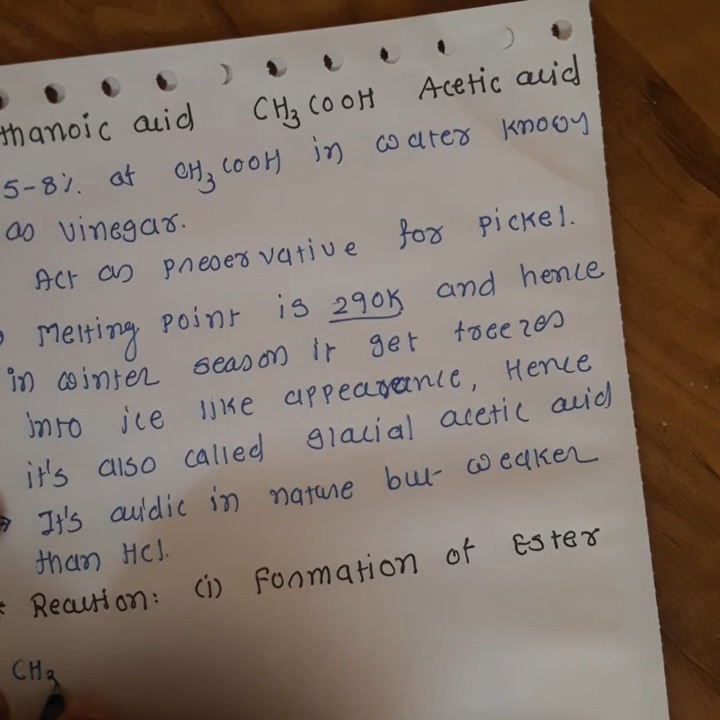 thanoic acid CH3COOH Acetic acid
5-8% of CH3COOH in water know
as vinegar.
Act as preservative for pickel.
Melting point is 290K and hence
in winter season it get freezes
into ice like appearance, Hence
it's also called glacial acetic acid
It's acidic in nature but weaker
than HCl.
* Reaction: (i) Formation of Ester
CH3